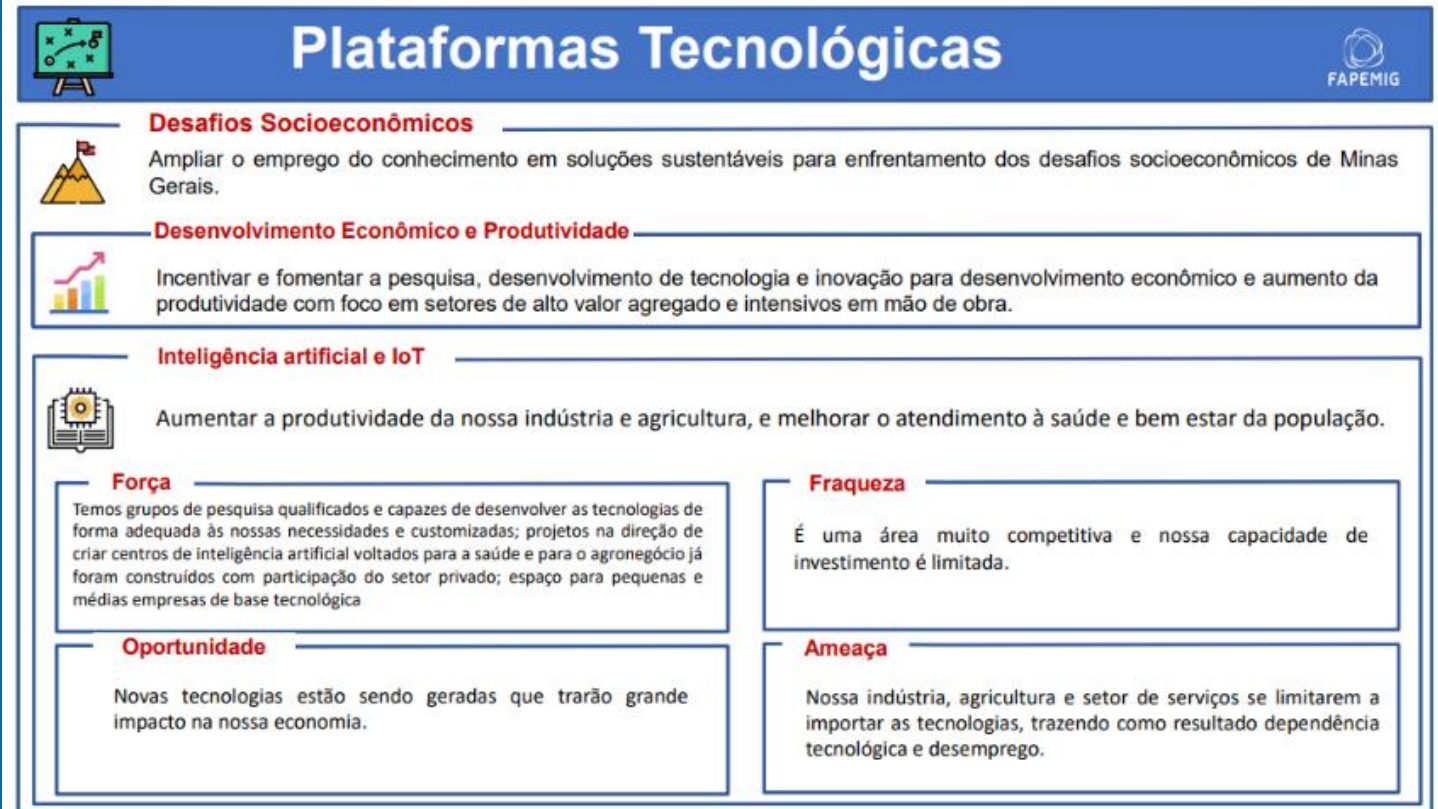 Plataformas Tecnológicas
FAPEMIG
Desafios Socioeconômicos
Ampliar o emprego do conhecimento em soluções sustentáveis para enfrentamento dos desafios socioeconômicos de Minas
Gerais.
Desenvolvimento Econômico e Produtividade
Incentivar e fomentar a pesquisa, desenvolvimento de tecnologia e inovação para desenvolvimento econômico e aumento da
produtividade com foco em setores de alto valor agregado e intensivos em mão de obra.
Inteligência artificial e IoT
Aumentar a produtividade da nossa indústria e agricultura, e melhorar o atendimento à saúde e bem estar da população.
Força
Temos grupos de pesquisa qualificados e capazes de desenvolver as tecnologias de
forma adequada às nossas necessidades e customizadas; projetos na direção de
criar centros de inteligência artificial voltados para a saúde e para o agronegócio já
foram construídos com participação do setor privado; espaço para pequenas e
médias empresas de base tecnológica
Fraqueza
É uma área muito competitiva e nossa capacidade de
investimento é limitada.
Oportunidade
Novas tecnologias estão sendo geradas que trarão grande
impacto na nossa economia.
Ameaça
Nossa indústria, agricultura e setor de serviços se limitarem a
importar as tecnologias, trazendo como resultado dependência
tecnológica e desemprego.